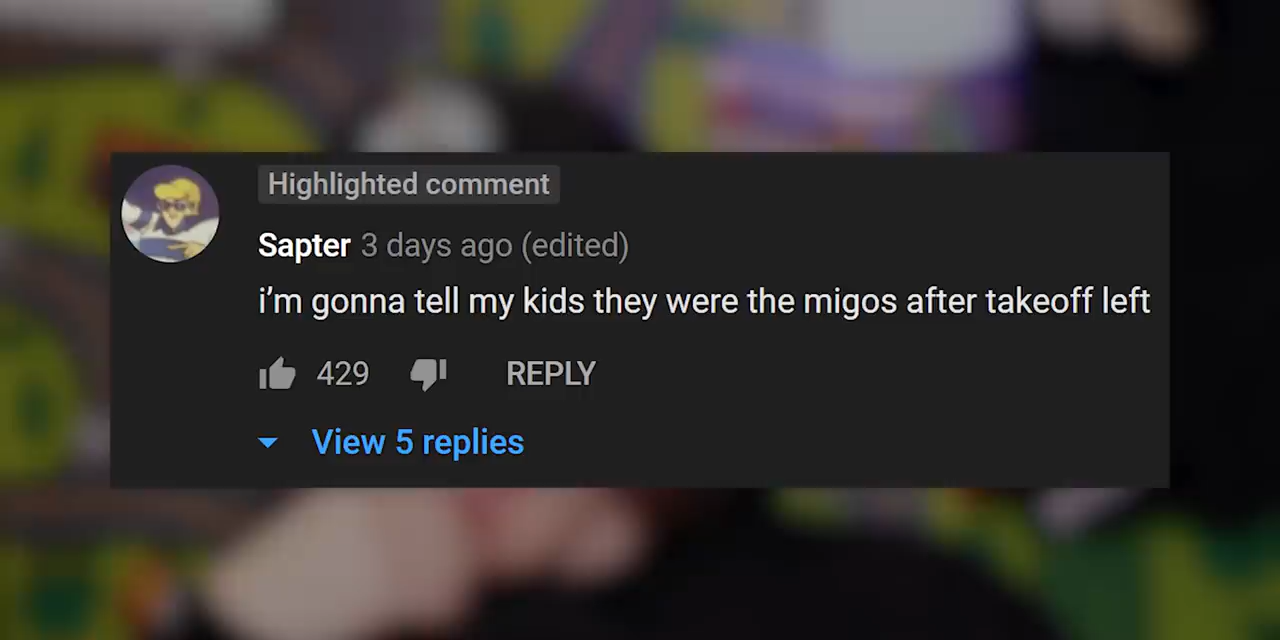 Highlighted comment
Sapter 3 days ago (edited)
i’m gonna tell my kids they were the migos after takeoff left
429 REPLY
View 5 replies